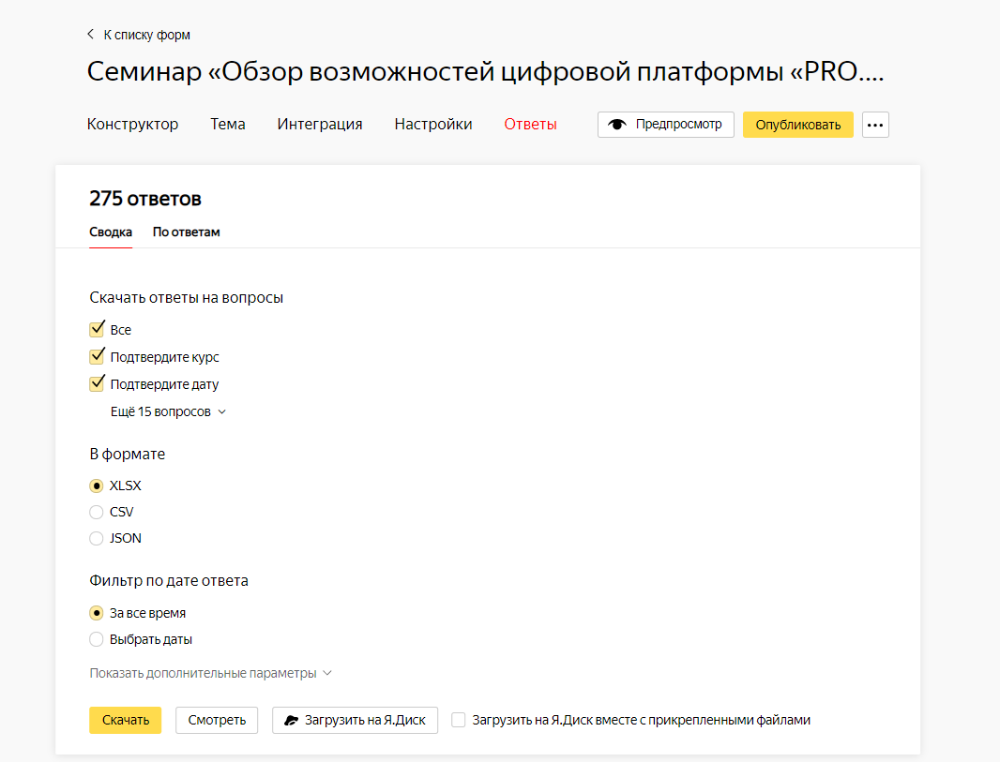 К списку форм
Семинар «Обзор возможностей цифровой платформы «PRO....
Конструктор Тема Интеграция Настройки Ответы Предпросмотр Опубликовать
275 ответов
Сводка По ответам
Скачать ответы на вопросы
Все
Подтвердите курс
Подтвердите дату
Ещё 15 вопросов
В формате
XLSX
CSV
JSON
Фильтр по дате ответа
За все время
Выбрать даты
Показать дополнительные параметры
Скачать Смотреть Загрузить на Я.Диск Загрузить на Я.Диск вместе с прикрепленными файлами